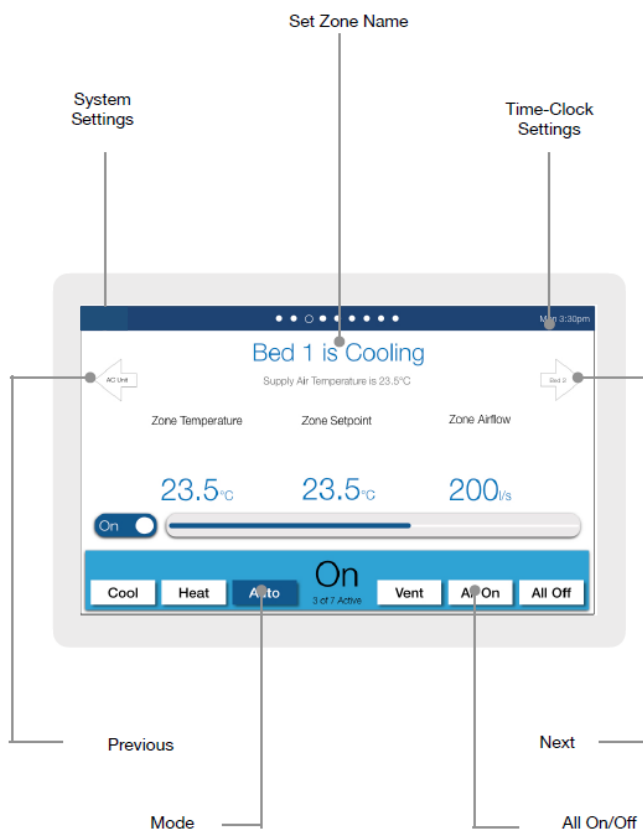 Set Zone Name
System
Settings
Time-Clock
Settings
Mon 3:30pm
Bed 1 is Cooling
AC Unit
Supply Air Temperature is 23.5°C
Bed 2
Zone Temperature
Zone Setpoint
Zone Airflow
23.5°C
23.5°C
200l/s
On
On
Cool
Heat
Auto
3 of 7 Active
Vent
All On
All Off
Previous
Next
Mode
All On/Off